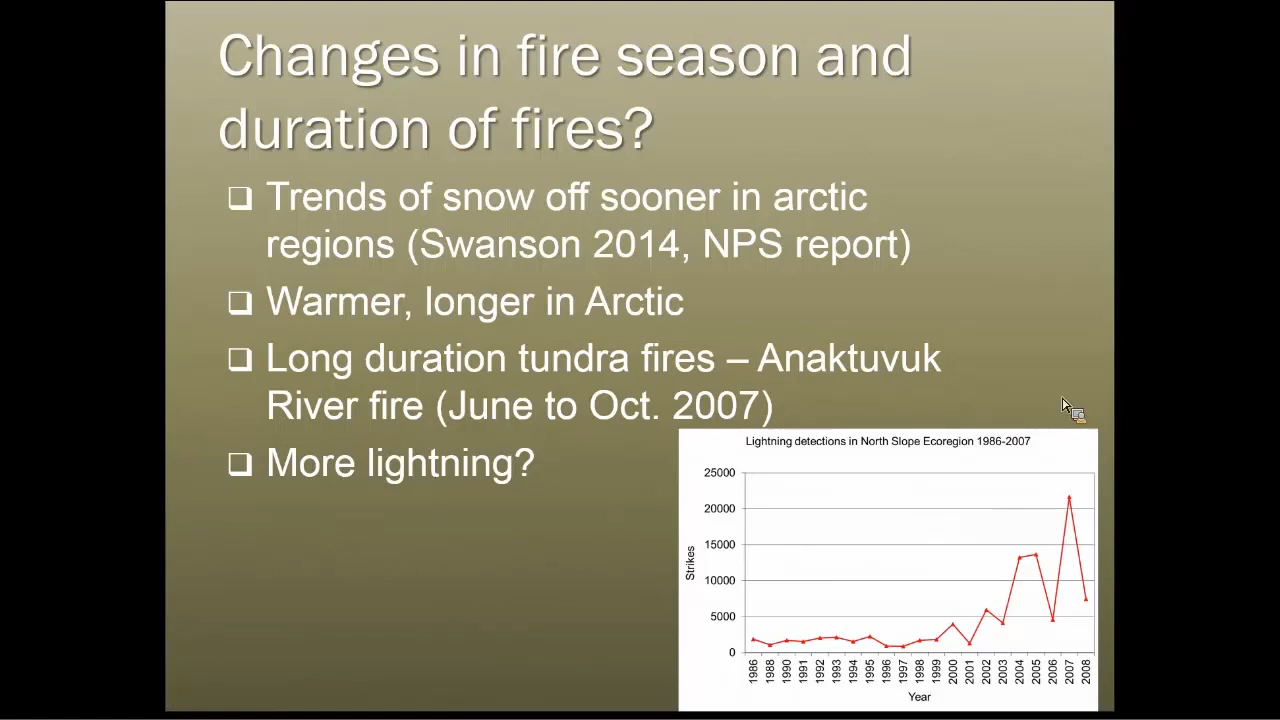 Changes in fire season and
duration of fires?
Trends of snow off sooner in arctic
regions (Swanson 2014, NPS report)
Warmer, longer in Arctic
Long duration tundra fires – Anaktuvuk
River fire (June to Oct. 2007)
More lightning?
Lightning detections in North Slope Ecoregion 1986-2007
25000
20000
15000
10000
5000
0
Strikes
1986 1988 1990 1991 1992 1993 1994 1995 1996 1997 1998 1999 2000 2001 2002 2003 2004 2005 2006 2007 2008
Year